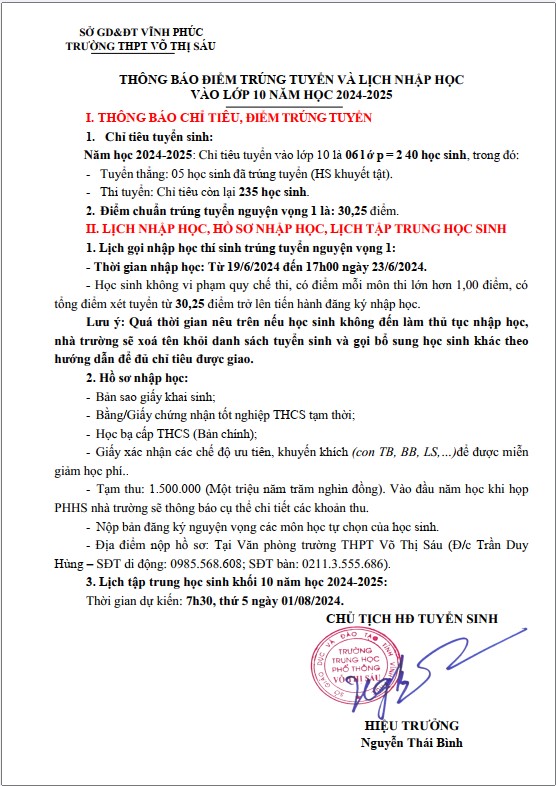 SỞ GD&ĐT VĨNH PHÚC
TRƯỜNG THPT VÕ THỊ SÁU
THÔNG BÁO ĐIỂM TRÚNG TUYỂN VÀ LỊCH NHẬP HỌC
VÀO LỚP 10 NĂM HỌC 2024-2025
I. THÔNG BÁO CHỈ TIÊU, ĐIỂM TRÚNG TUYỂN
1. Chỉ tiêu tuyển sinh:
Năm học 2024-2025: Chỉ tiêu tuyển vào lớp 10 là 06 lớp = 240 học sinh, trong đó:
- Tuyển thẳng: 05 học sinh đã trúng tuyển (HS khuyết tật).
- Thi tuyển: Chỉ tiêu còn lại 235 học sinh.
2. Điểm chuẩn trúng tuyển nguyện vọng 1 là: 30,25 điểm.
II. LỊCH NHẬP HỌC, HỒ SƠ NHẬP HỌC, LỊCH TẬP TRUNG HỌC SINH
1. Lịch gọi nhập học thí sinh trúng tuyển nguyện vọng 1:
- Thời gian nhập học: Từ 19/6/2024 đến 17h00 ngày 23/6/2024.
- Học sinh không vi phạm quy chế thi, có điểm mỗi môn thi lớn hơn 1,00 điểm, có
tổng điểm xét tuyển từ 30,25 điểm trở lên tiến hành đăng ký nhập học.
Lưu ý: Quá thời gian nêu trên nếu học sinh không đến làm thủ tục nhập học,
nhà trường sẽ xoá tên khỏi danh sách tuyển sinh và gọi bổ sung học sinh khác theo
hướng dẫn để đủ chỉ tiêu được giao.
2. Hồ sơ nhập học:
- Bản sao giấy khai sinh;
- Bằng/Giấy chứng nhận tốt nghiệp THCS tạm thời;
- Học bạ cấp THCS (Bản chính);
- Giấy xác nhận các chế độ ưu tiên, khuyến khích (con TB, BB, LS,…)để được miễn
giảm học phí..
- Tạm thu: 1.500.000 (Một triệu năm trăm nghìn đồng). Vào đầu năm học khi họp
PHHS nhà trường sẽ thông báo cụ thể chi tiết các khoản thu.
- Nộp bản đăng ký nguyện vọng các môn học tự chọn của học sinh.
- Địa điểm nộp hồ sơ: Tại Văn phòng trường THPT Võ Thị Sáu (Đ/c Trần Duy
Hùng – SĐT di động: 0985.568.608; SĐT bàn: 0211.3.555.686).
3. Lịch tập trung học sinh khối 10 năm học 2024-2025:
Thời gian dự kiến: 7h30, thứ 5 ngày 01/08/2024.
CHỦ TỊCH HĐ TUYỂN SINH
TRƯỜNG
TRUNG HỌC
PHỔ THÔNG
VÕ THỊ SÁU
HIỆU TRƯỞNG
Nguyễn Thái Bình